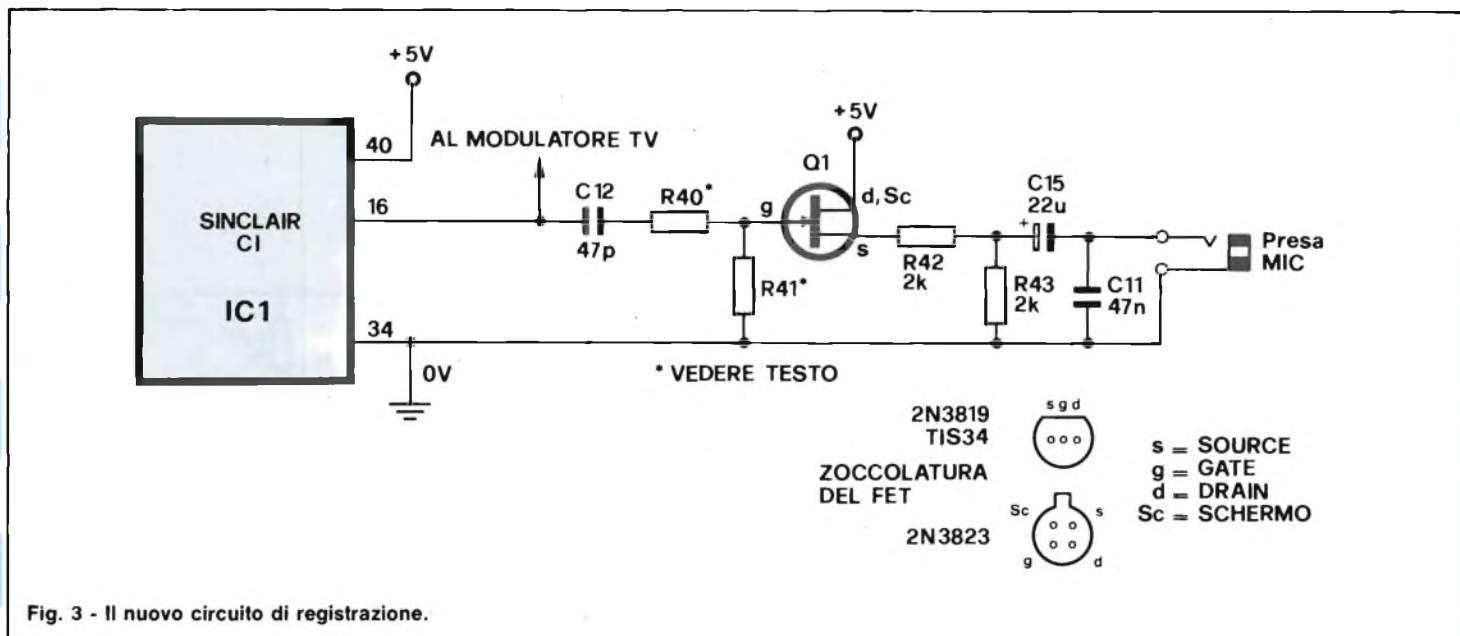 +5V
40
AL MODULATORE TV
16
SINCLAIR
CI
IC1
34
0V
C12
47p
R40*
R41*
g
Q1
+5V
d,Sc
s
R42
2k
R43
2k
+
C15
22u
C11
47n
Presa
MIC
* VEDERE TESTO
2N3819
TIS34
s g d
ZOCCOLATURA
DEL FET
2N3823
Sc
s
g
d
s = SOURCE
g = GATE
d = DRAIN
Sc = SCHERMO
Fig. 3 - Il nuovo circuito di registrazione.